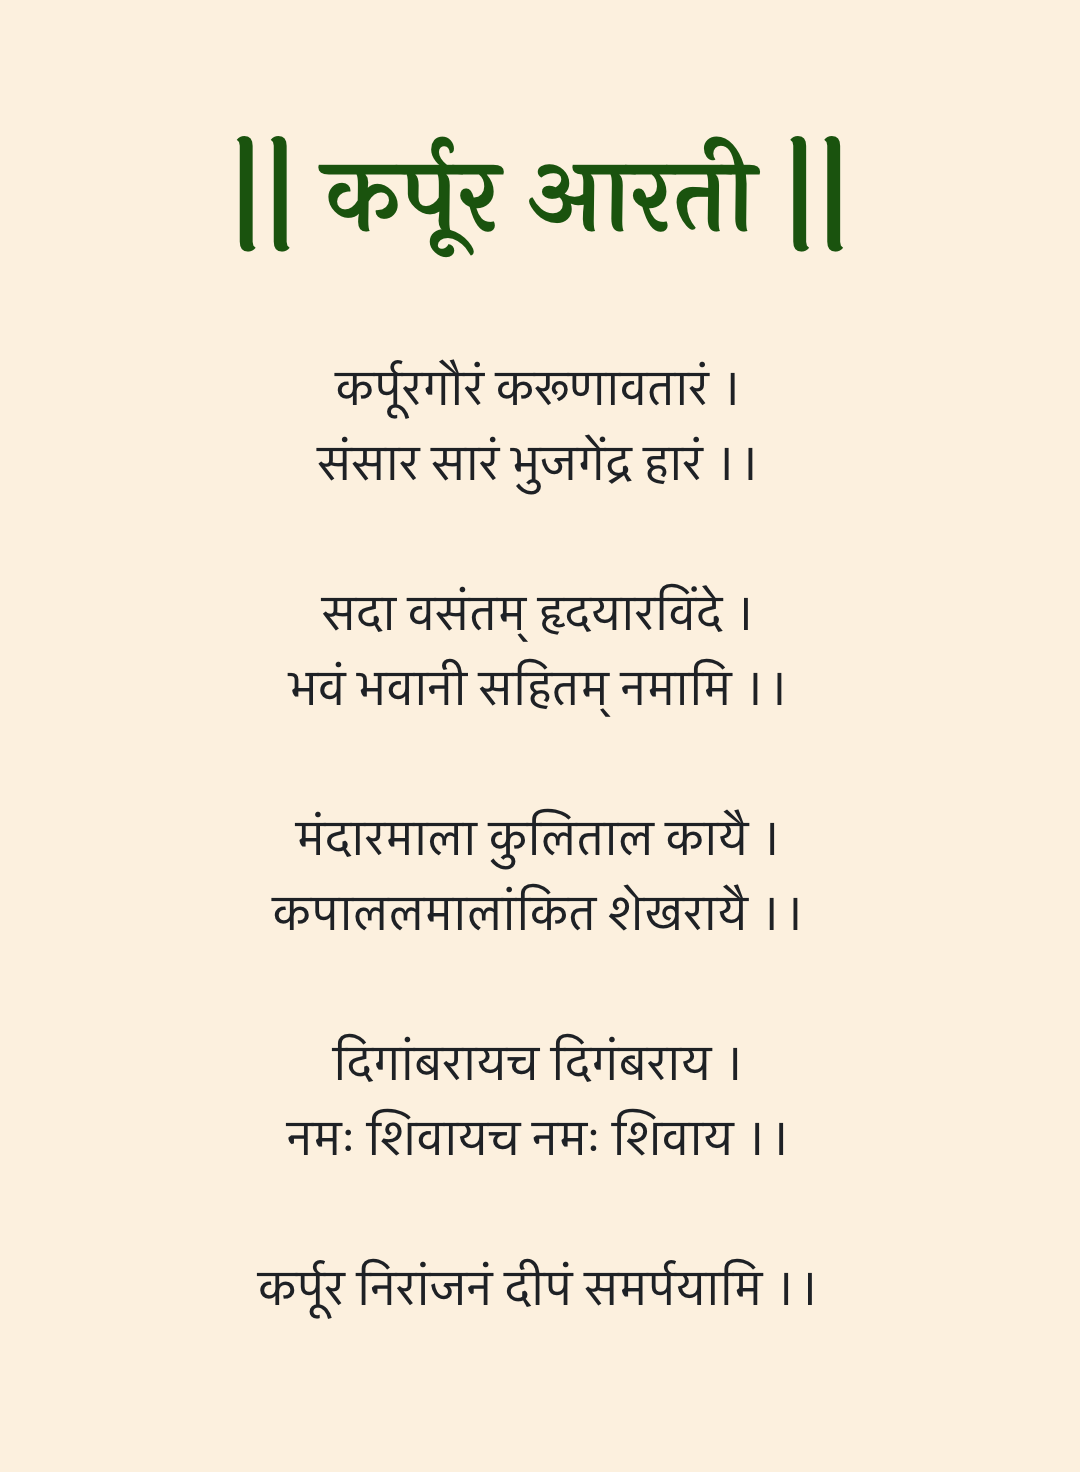 || कर्पूर आरती ||
कर्पूरगौरं करूणावतारं ।
संसार सारं भुजगेंद्र हारं ।।
सदा वसंतम् हृदयारविंदे ।
भवं भवानी सहितम् नमामि ।।
मंदारमाला कुलिताल कायै ।
कपाललमालांकित शेखरायै ।।
दिगांबरायच दिगंबराय ।
नमः शिवायच नमः शिवाय ।।
कर्पूर निरांजनं दीपं समर्पयामि ।।